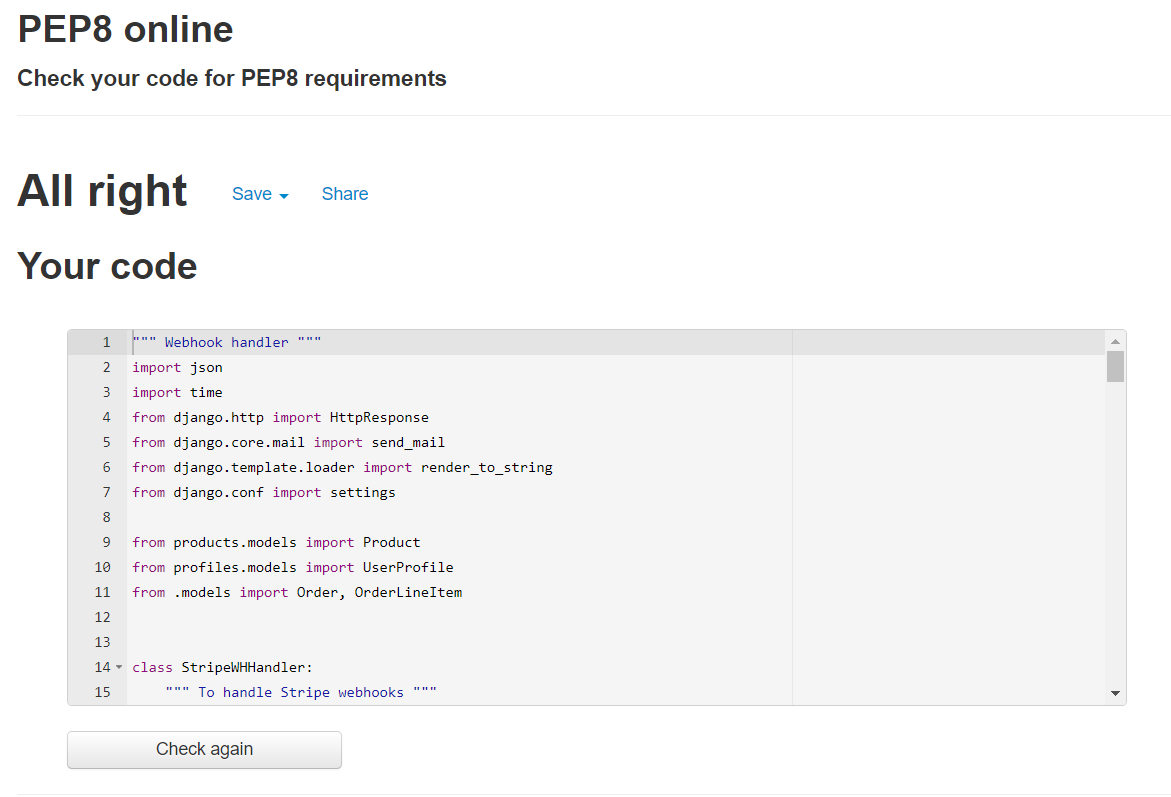 PEP8 online
Check your code for PEP8 requirements
All right Save Share
Your code
1 """ Webhook handler """
2 import json
3 import time
4 from django.http import HttpResponse
5 from django.core.mail import send_mail
6 from django.template.loader import render_to_string
7 from django.conf import settings
8
9 from products.models import Product
10 from profiles.models import UserProfile
11 from .models import Order, OrderLineItem
12
13
14 class StripeWHHandler:
15     """ To handle Stripe webhooks """
Check again